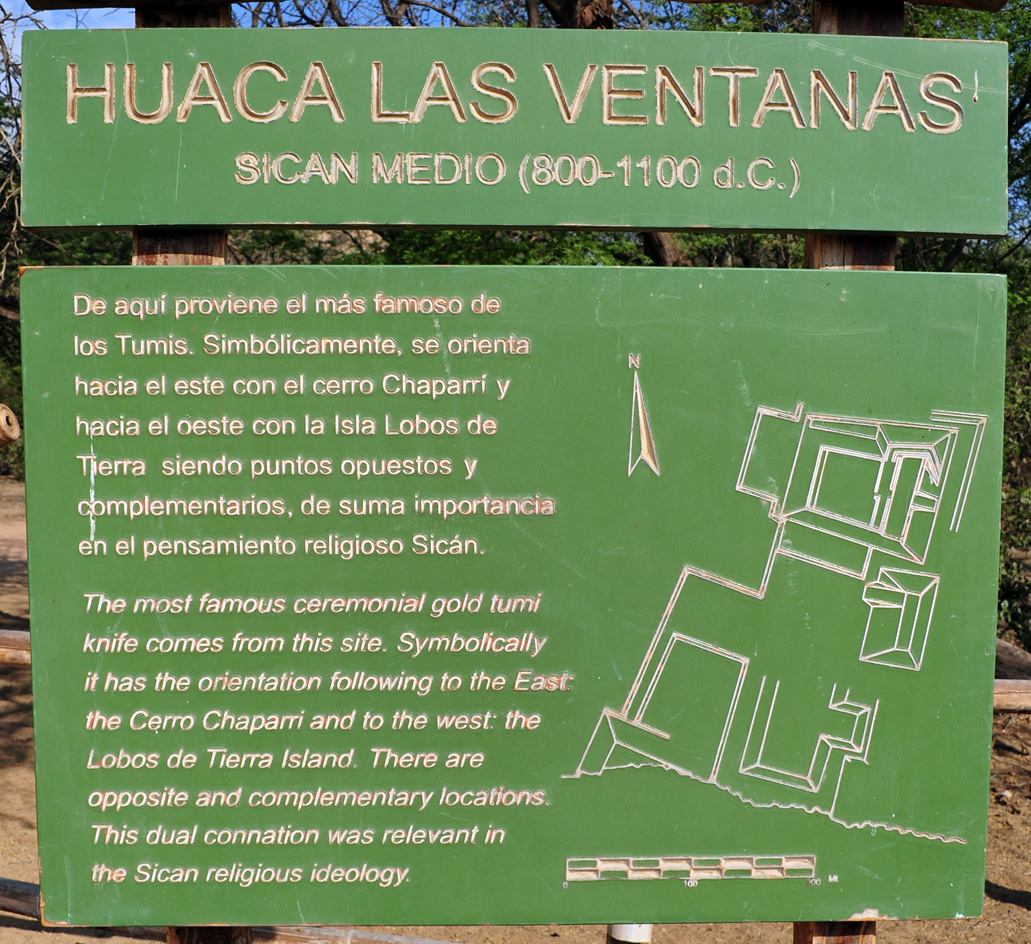 HUACA LAS VENTANAS
SICAN MEDIO (800-1100 d.C.)
De aquí proviene el más famoso de
los Tumis. Simbólicamente, se orienta
hacia el este con el cerro Chaparrí y
hacia el oeste con la Isla Lobos de
Tierra siendo puntos opuestos y
complementarios, de suma importancia
en el pensamiento religioso Sicán.
The most famous ceremonial gold tumi
knife comes from this site. Symbolically
it has the orientation following to the East:
the Cerro Chaparri and to the west: the
Lobos de Tierra Island. There are
opposite and complementary locations.
This dual connation was relevant in
the Sican religious ideology.
N
0 100 200 Mt